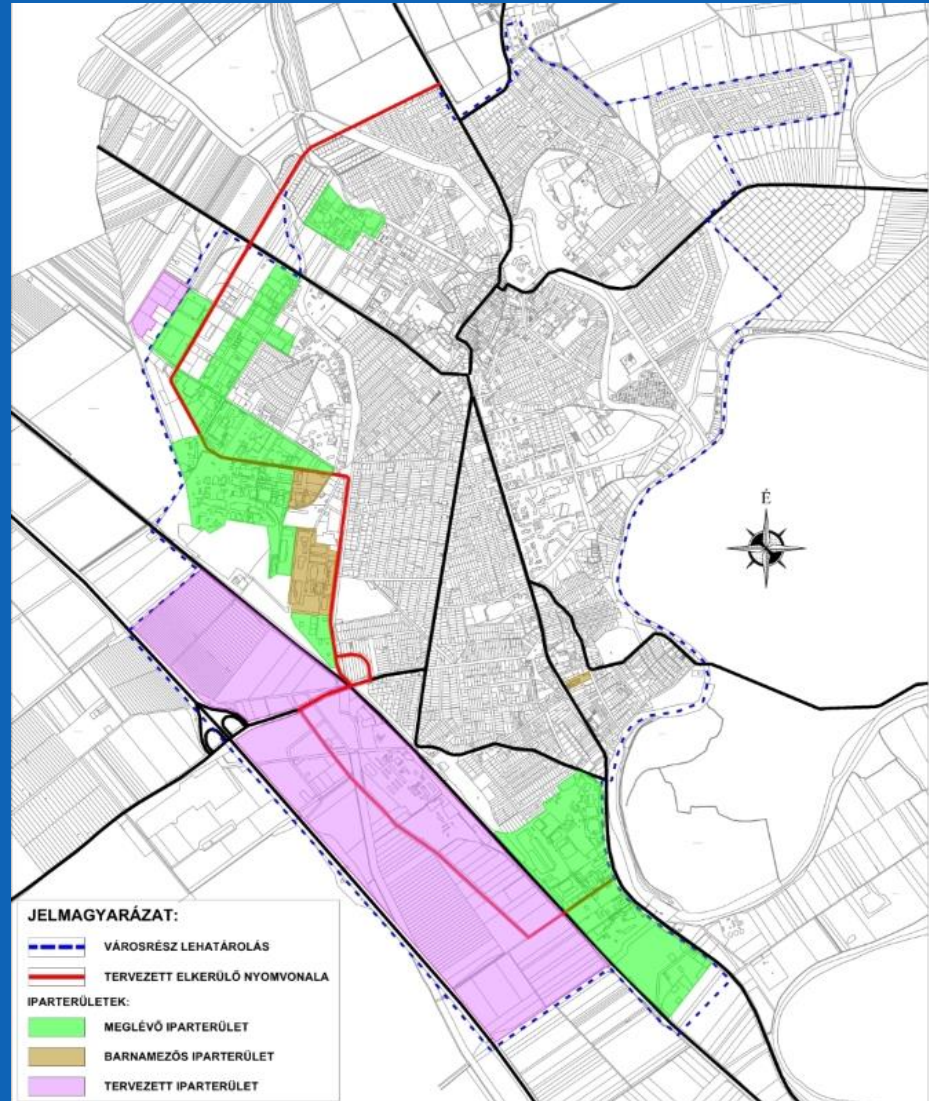 É
JELMAGYARÁZAT:
VÁROSRÉSZ LEHATÁROLÁS
TERVEZETT ELKERÜLŐ NYOMVONALA
IPARTERÜLETEK:
MEGLÉVŐ IPARTERÜLET
BARNAMEZŐS IPARTERÜLET
TERVEZETT IPARTERÜLET